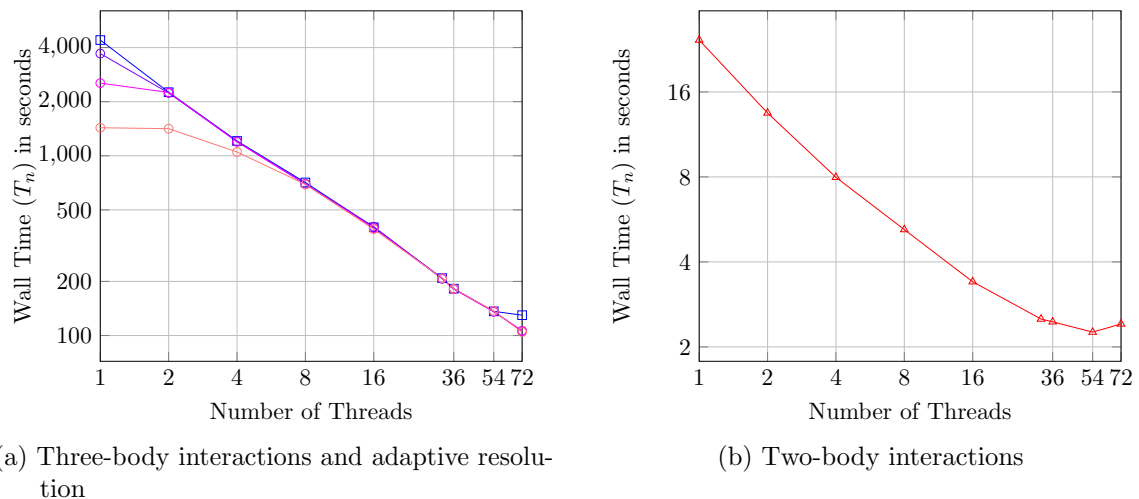 4,000
2,000
1,000
500
200
100
Wall Time (Tn) in seconds
1 2 4 8 16 36 54 72
Number of Threads
a) Three-body interactions and adaptive resolu-
tion
16
8
4
2
Wall Time (Tn) in seconds
1 2 4 8 16 36 54 72
Number of Threads
(b) Two-body interactions